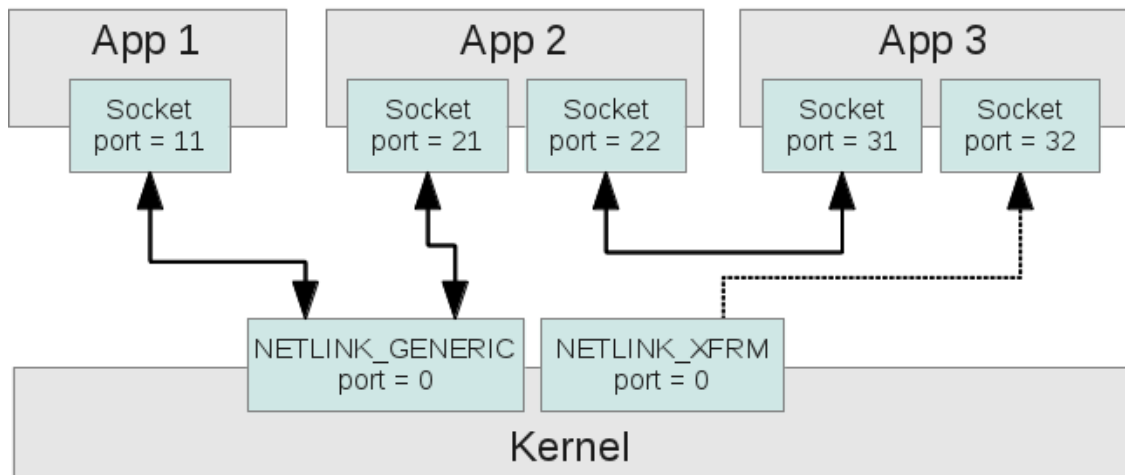 App 1
Socket
port = 11
App 2
Socket
port = 21
Socket
port = 22
App 3
Socket
port = 31
Socket
port = 32
NETLINK_GENERIC
port = 0
NETLINK_XFRM
port = 0
Kernel